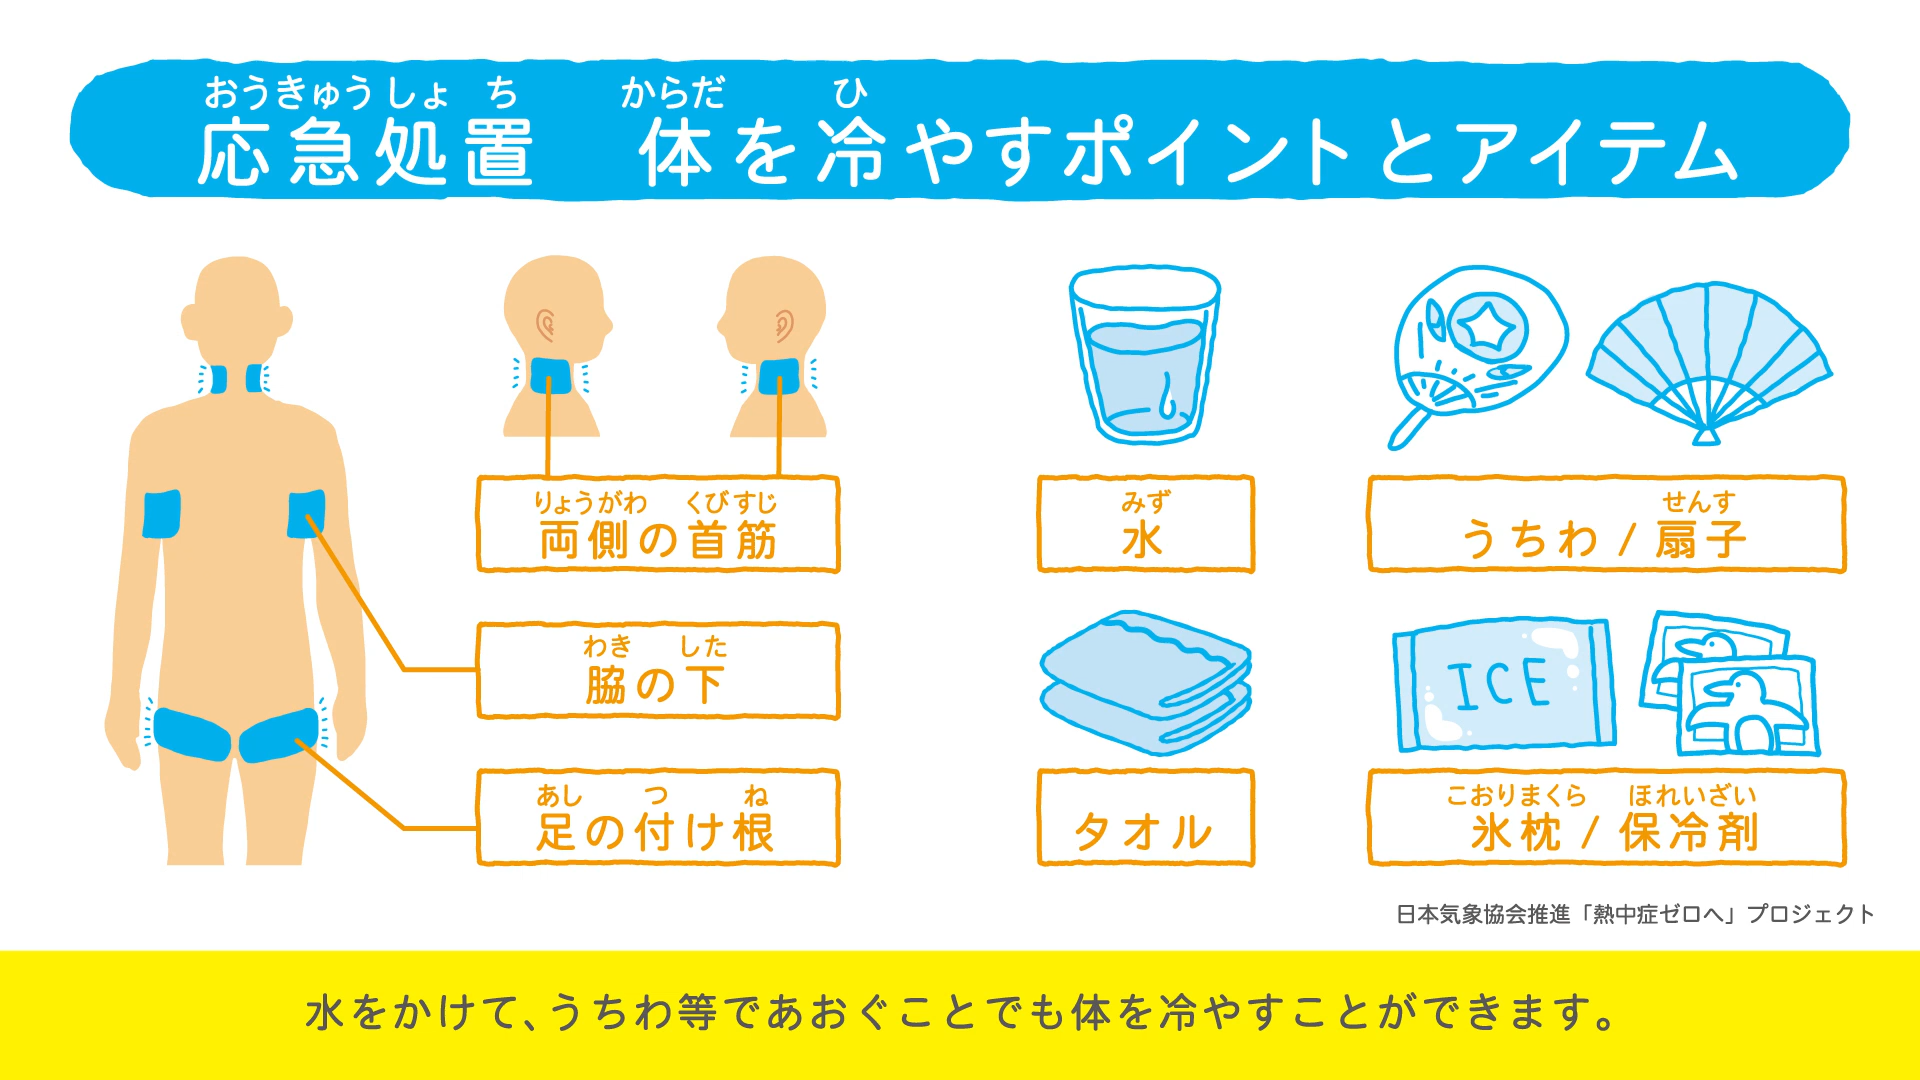 おうきゅうしょち からだ ひ
応急処置 体を冷やすポイントとアイテム
りょうがわ くびすじ
両側の首筋
わき した
脇の下
あし つ ね
足の付け根
みず
水
せんす
うちわ / 扇子
タオル
ICE
こおりまくら ほれいざい
氷枕 / 保冷剤
日本気象協会推進「熱中症ゼロへ」プロジェクト
水をかけて、うちわ等であおぐことでも体を冷やすことができます。